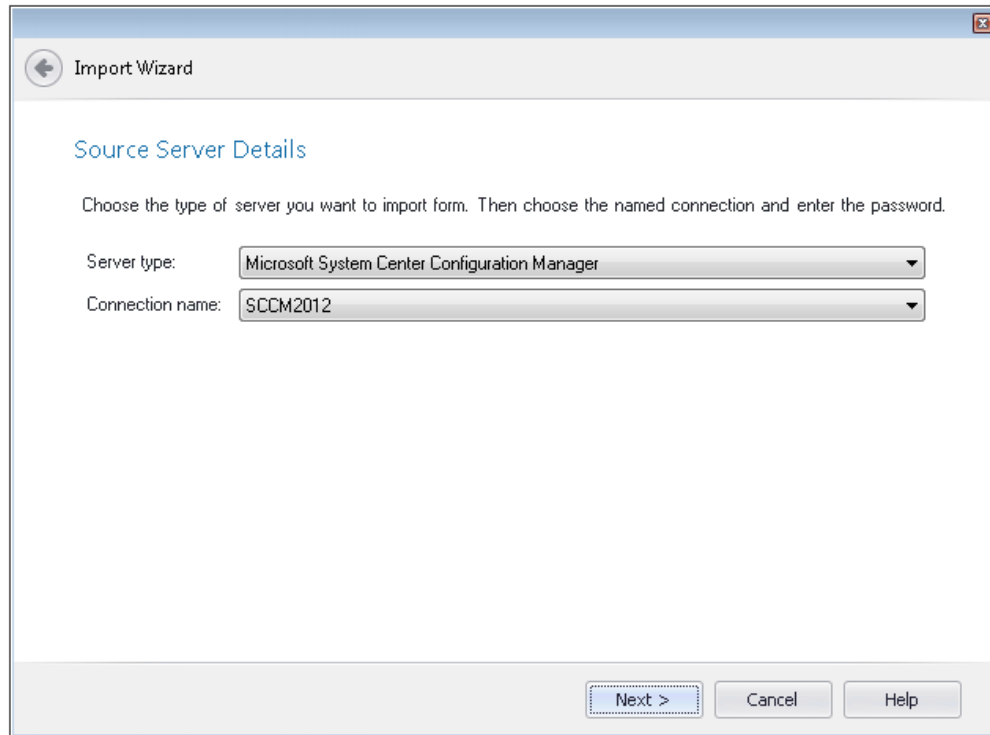 Import Wizard
Source Server Details
Choose the type of server you want to import form. Then choose the named connection and enter the password.
Server type: Microsoft System Center Configuration Manager
Connection name: SCCM2012
Next > Cancel Help